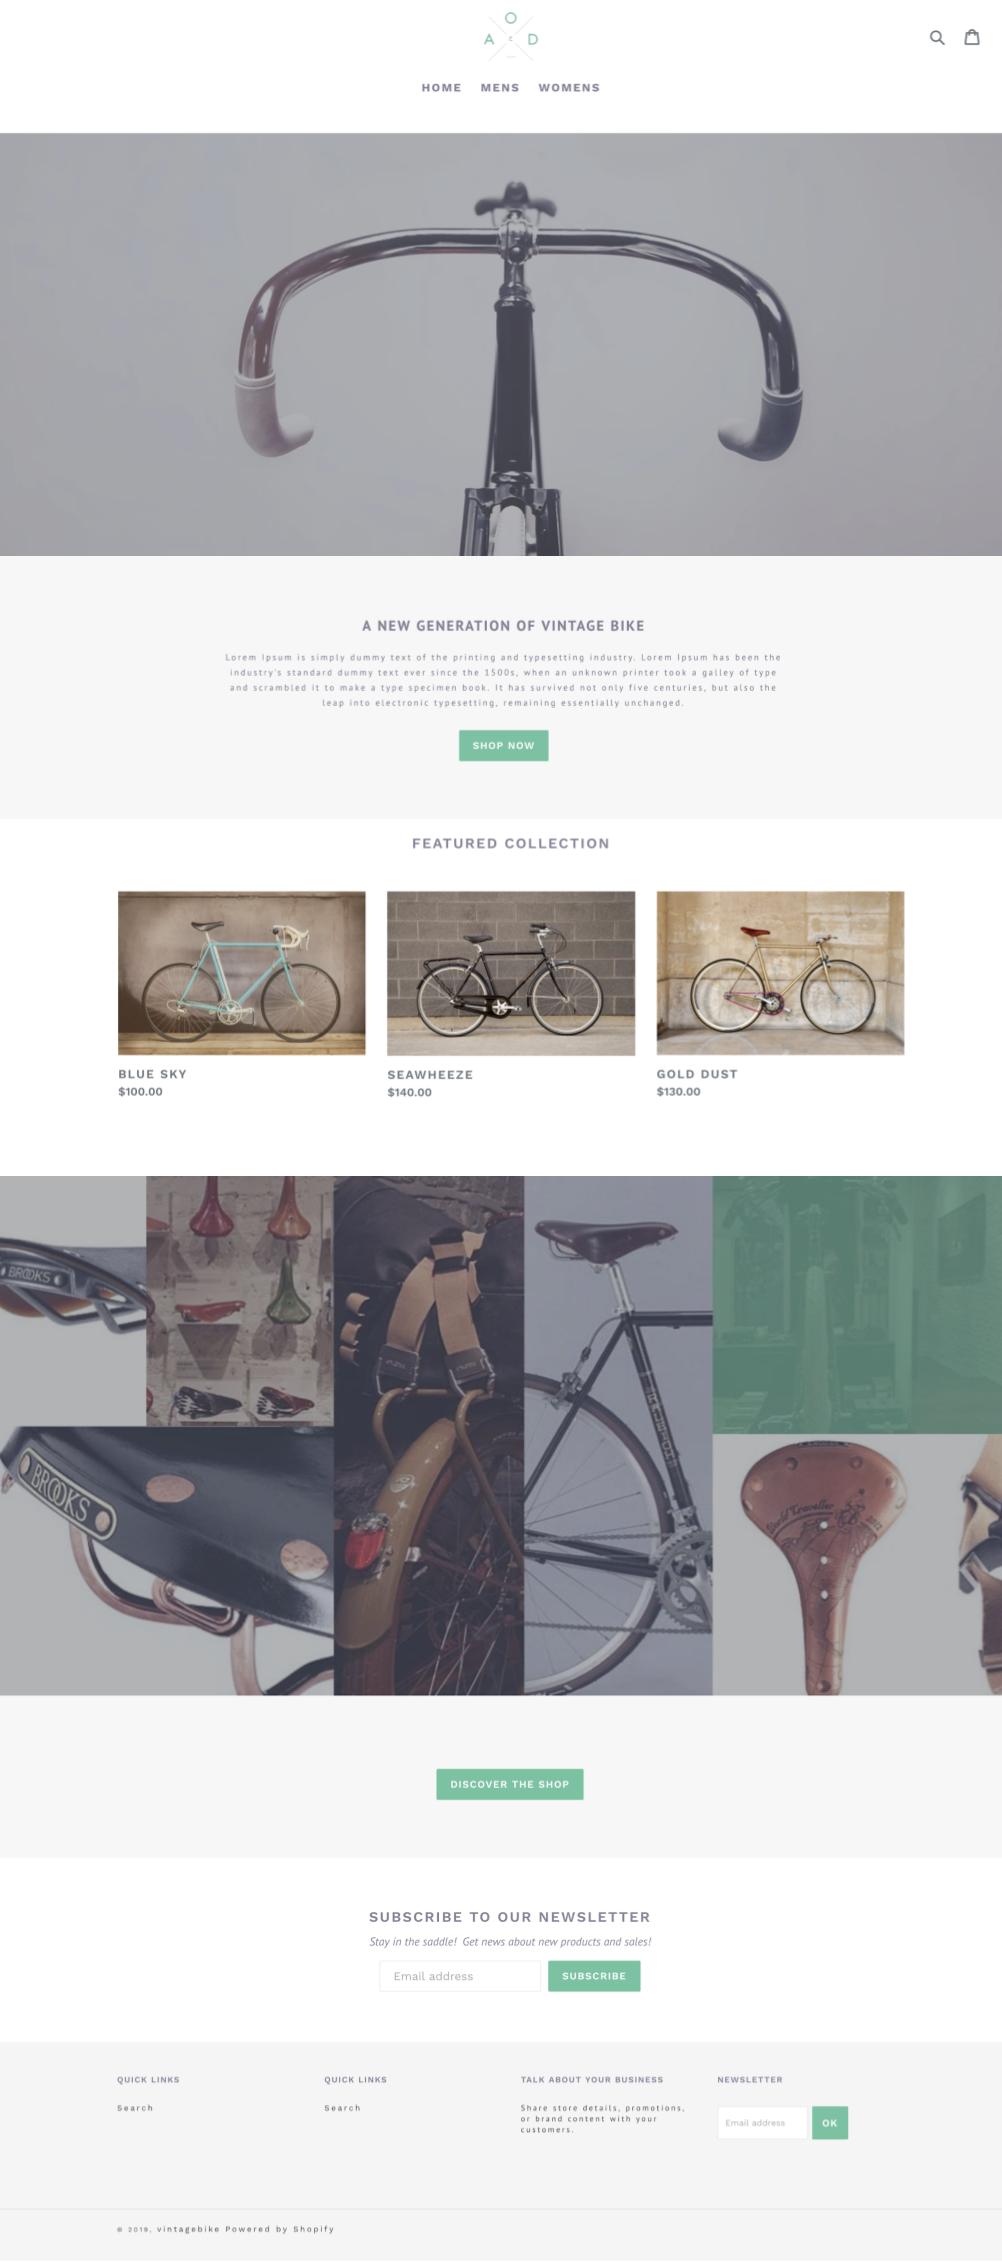 O
A D
HOME MENS WOMENS
A NEW GENERATION OF VINTAGE BIKE
Lorem Ipsum is simply dummy text of the printing and typesetting industry. Lorem Ipsum has been the
industry's standard dummy text ever since the 1500s, when an unknown printer took a galley of type
and scrambled it to make a type specimen book. It has survived not only five centuries, but also the
leap into electronic typesetting, remaining essentially unchanged.
SHOP NOW
FEATURED COLLECTION
BLUE SKY
$100.00
SEAWHEEZE
$140.00
GOLD DUST
$130.00
BROOKS
BROOKS
DISCOVER THE SHOP
SUBSCRIBE TO OUR NEWSLETTER
Stay in the saddle! Get news about new products and sales!
Email address SUBSCRIBE
QUICK LINKS
Search
QUICK LINKS
Search
TALK ABOUT YOUR BUSINESS
Share store details, promotions,
or brand content with your
customers.
NEWSLETTER
Email address OK
© 2019, vintagebike Powered by Shopify